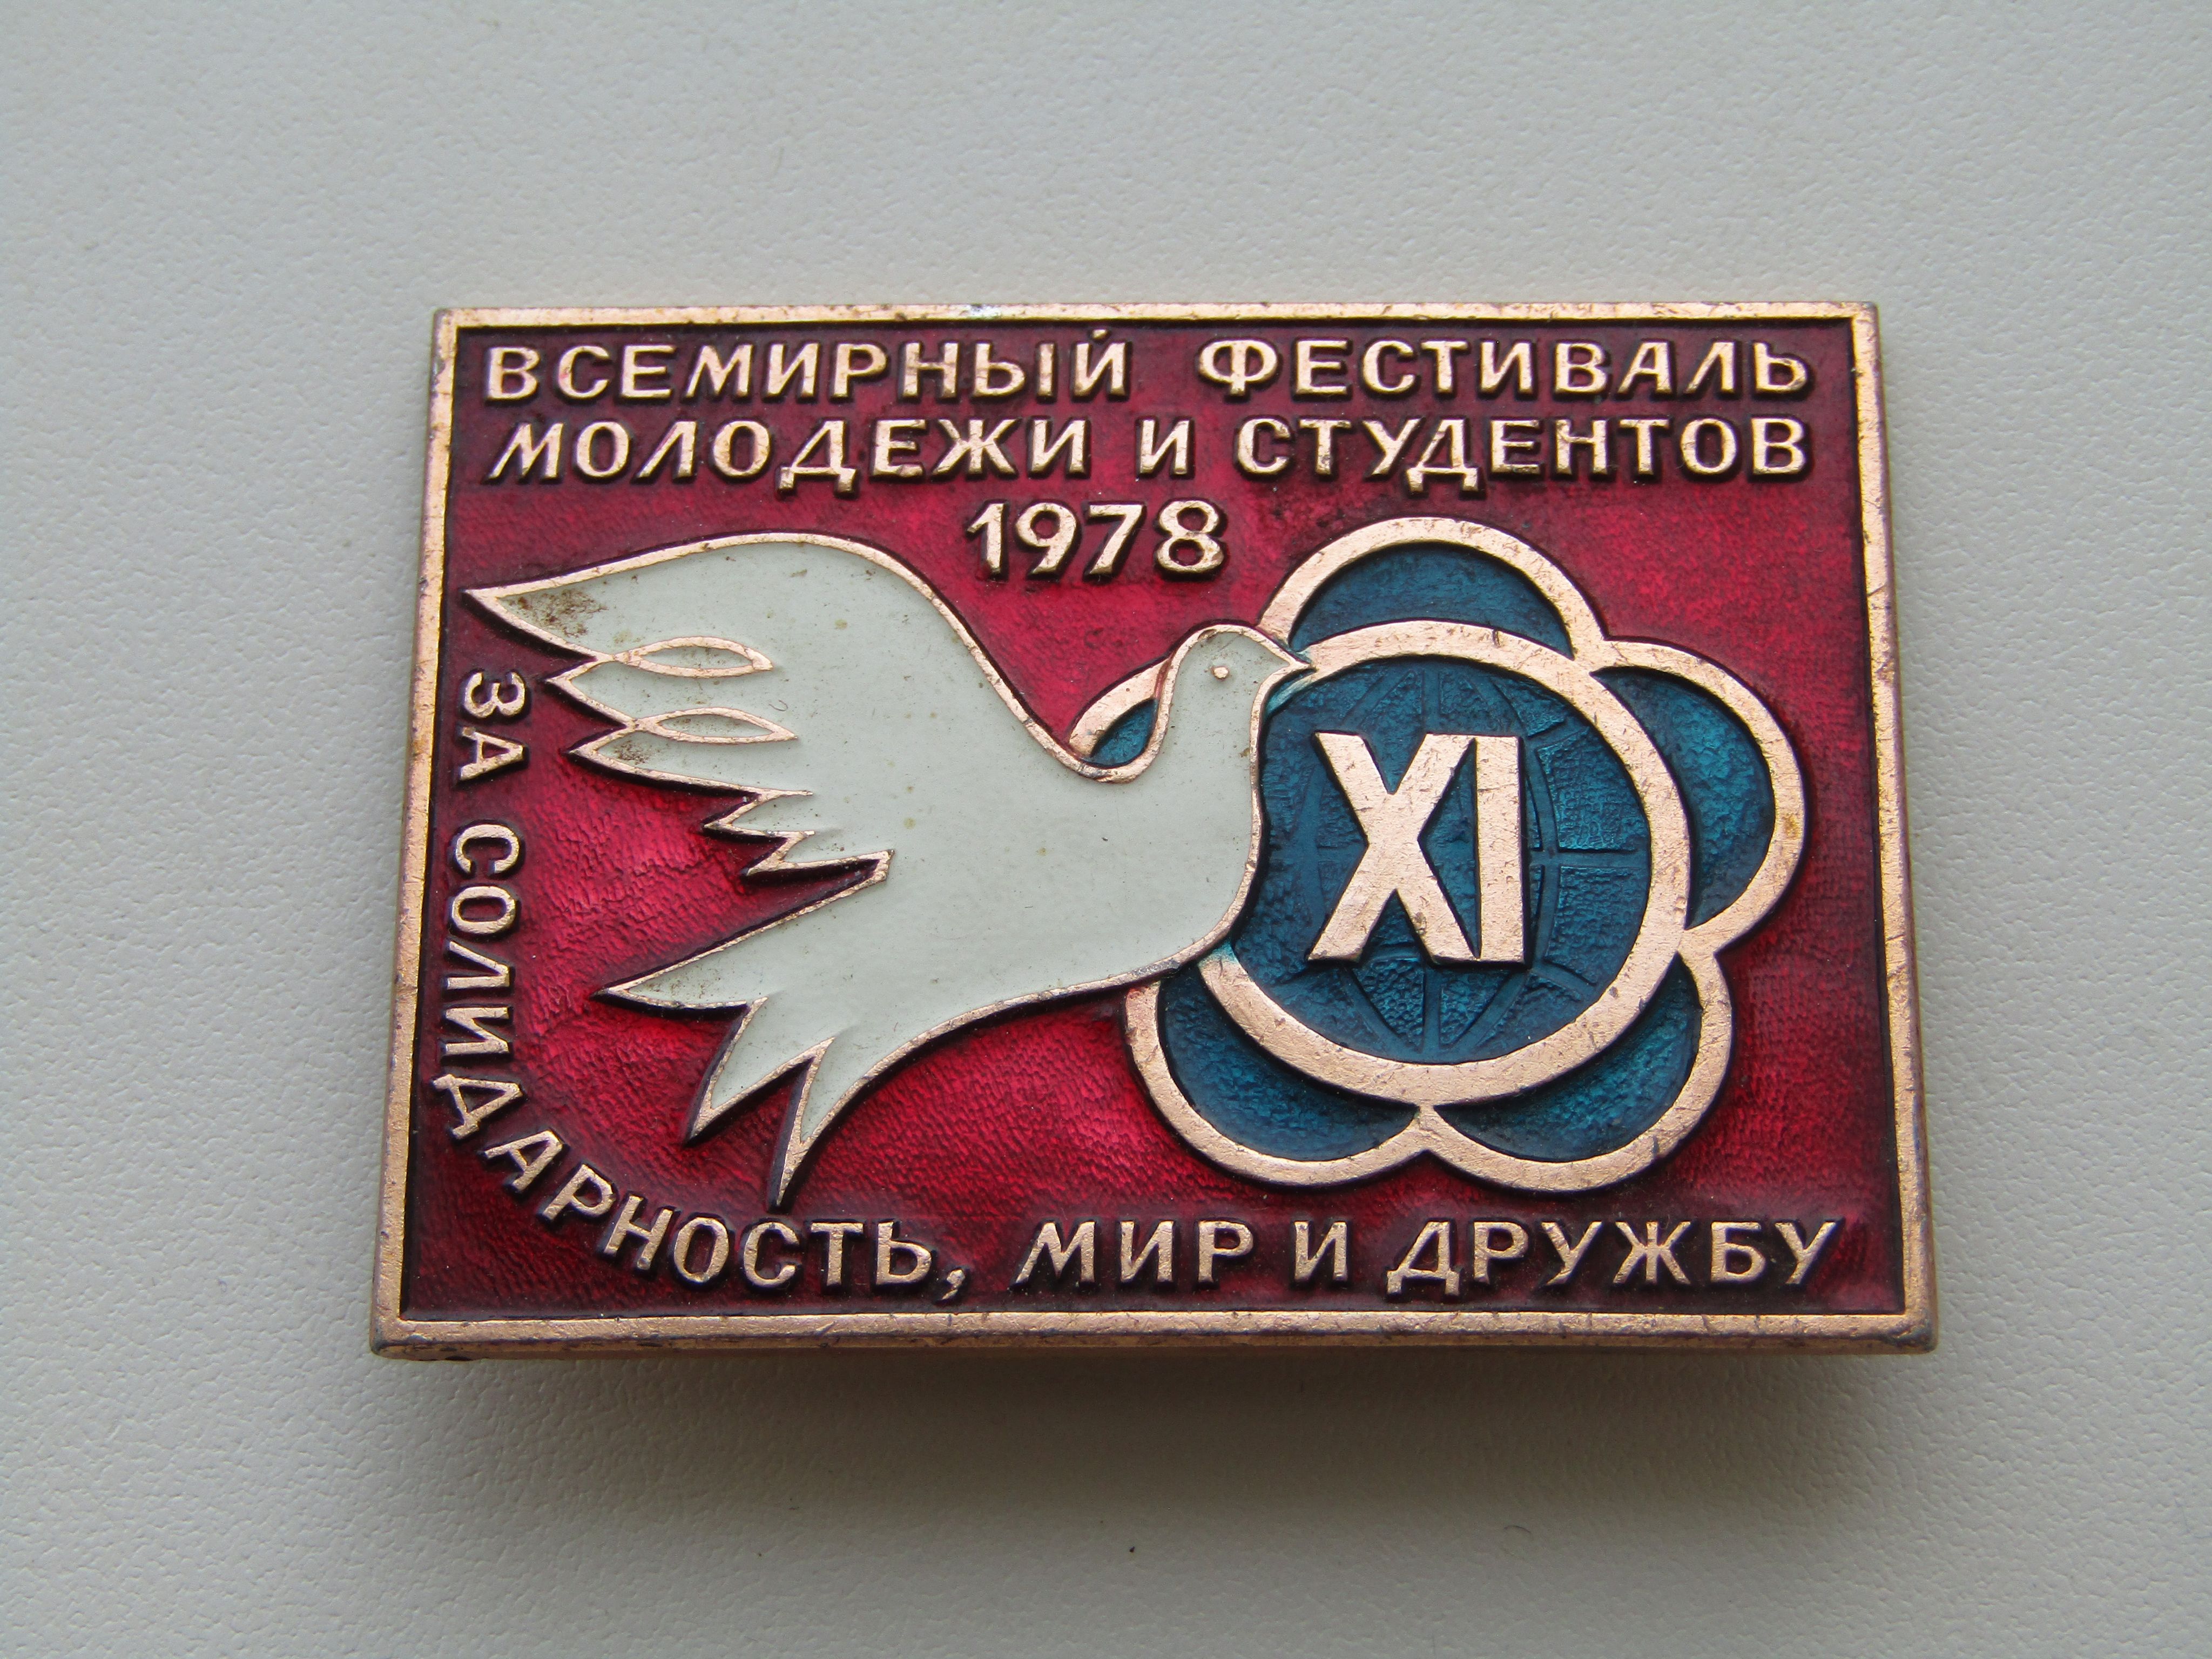 ВСЕМИРНЫЙ ФЕСТИВАЛЬ
МОЛОДЕЖИ И СТУДЕНТОВ
1978
XI
ЗА СОЛИДАРНОСТЬ, МИР И ДРУЖБУ